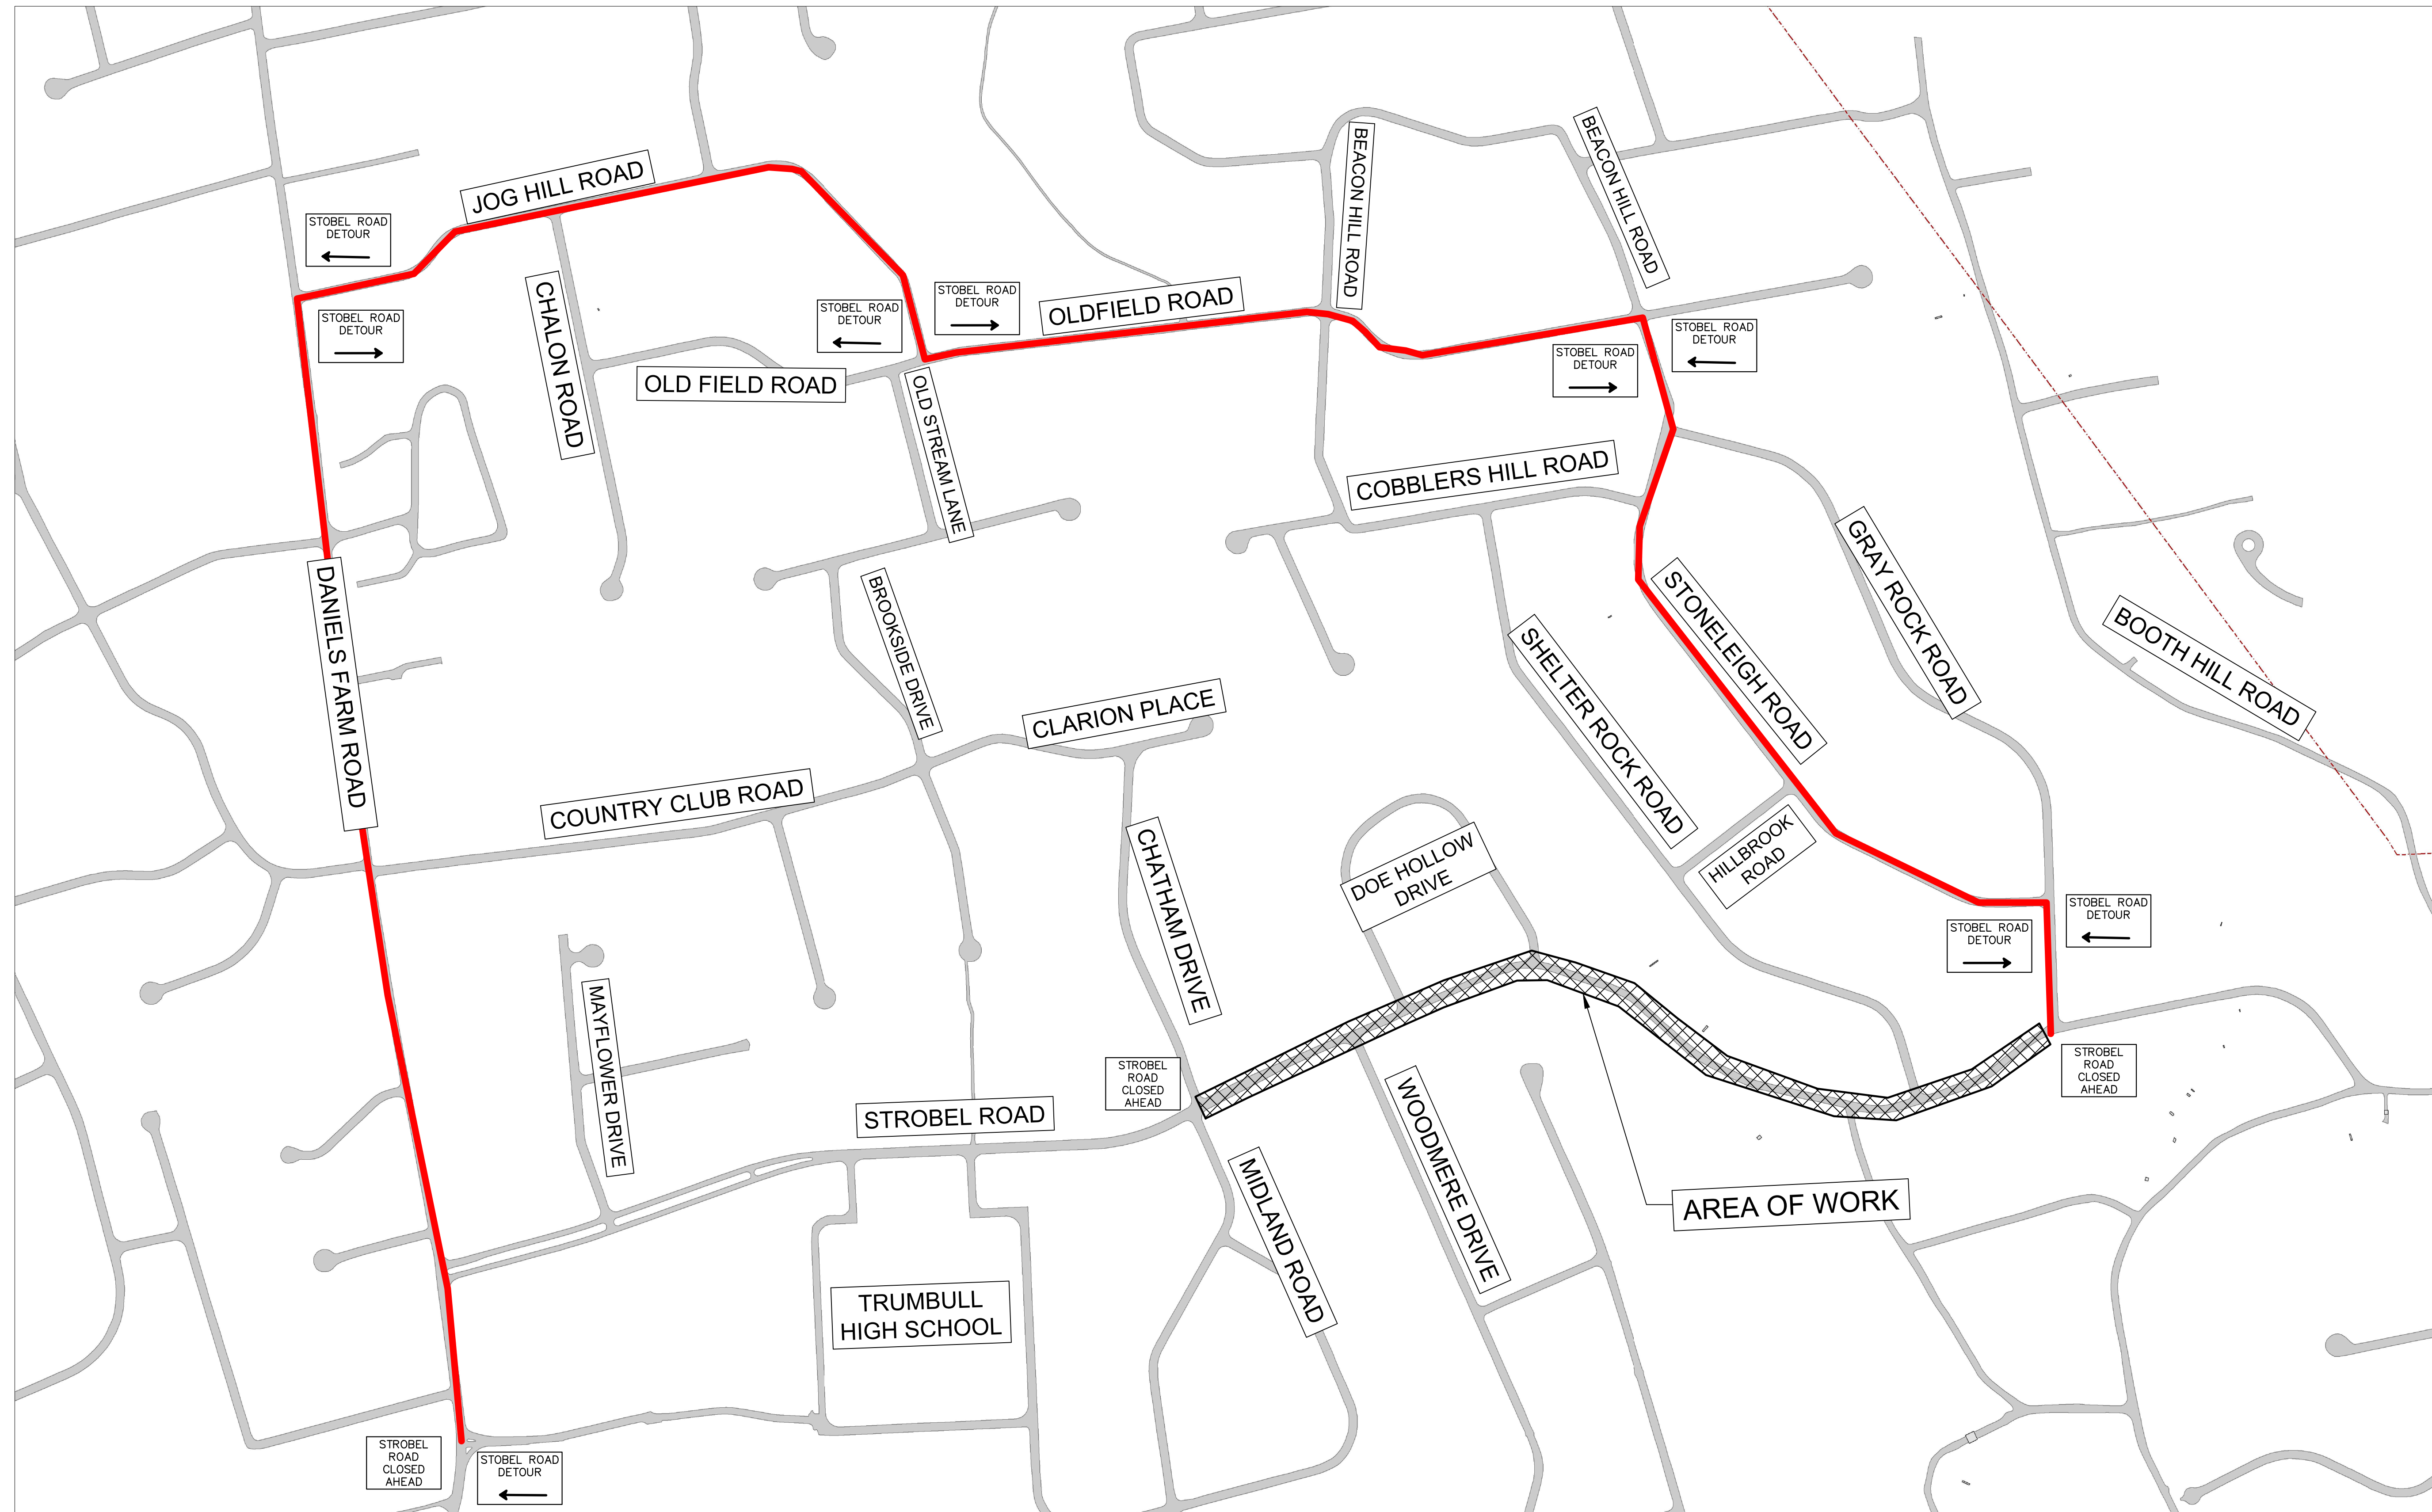 BEACON HILL ROAD
BEACON HILL ROAD
JOG HILL ROAD
STOBEL ROAD
DETOUR
STOBEL ROAD
DETOUR
CHALON ROAD
STOBEL ROAD
DETOUR
STOBEL ROAD
DETOUR
OLDFIELD ROAD
STOBEL ROAD
DETOUR
STOBEL ROAD
DETOUR
OLD FIELD ROAD
OLD STREAM LANE
COBBLERS HILL ROAD
GRAY ROCK ROAD
DANIELS FARM ROAD
BROOKSIDE DRIVE
STONELEIGH ROAD
SHELTER ROCK ROAD
BOOTH HILL ROAD
CLARION PLACE
COUNTRY CLUB ROAD
CHATHAM DRIVE
DOE HOLLOW
DRIVE
HILLBROOK
ROAD
STOBEL ROAD
DETOUR
STOBEL ROAD
DETOUR
MAYFLOWER DRIVE
STROBEL
ROAD
CLOSED
AHEAD
STROBEL
ROAD
CLOSED
AHEAD
STROBEL ROAD
WOODMERE DRIVE
MIDLAND ROAD
AREA OF WORK
TRUMBULL
HIGH SCHOOL
STROBEL
ROAD
CLOSED
AHEAD
STOBEL ROAD
DETOUR